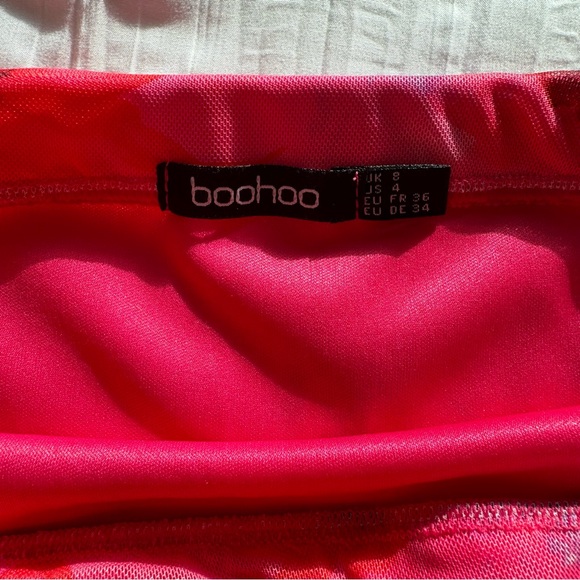 boohoo
UK 8
US 4
EU FR 36
EU DE 34